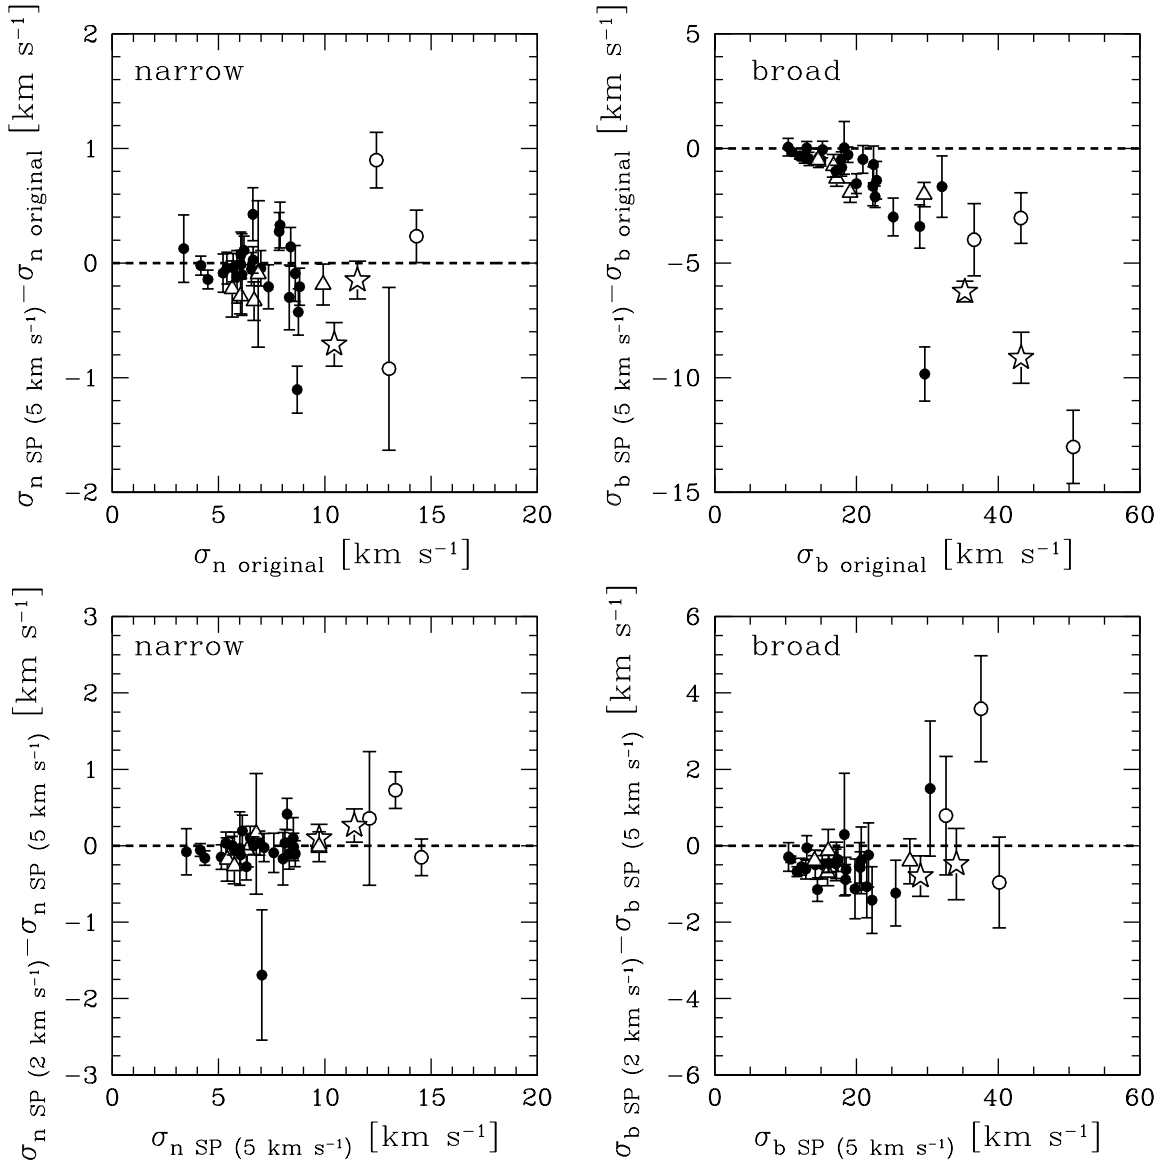 narrow
2
1
0
−1
−2
0 5 10 15 20
σn SP (5 km s−1)−σn original [km s−1]
σn original [km s−1]
broad
5
0
−5
−10
−15
0 20 40 60
σb SP (5 km s−1)−σb original [km s−1]
σb original [km s−1]
narrow
3
2
1
0
−1
−2
−3
0 5 10 15 20
σn SP (2 km s−1)−σn SP (5 km s−1) [km s−1]
σn SP (5 km s−1) [km s−1]
broad
6
4
2
0
−2
−4
−6
0 20 40 60
σb SP (2 km s−1)−σb SP (5 km s−1) [km s−1]
σb SP (5 km s−1) [km s−1]